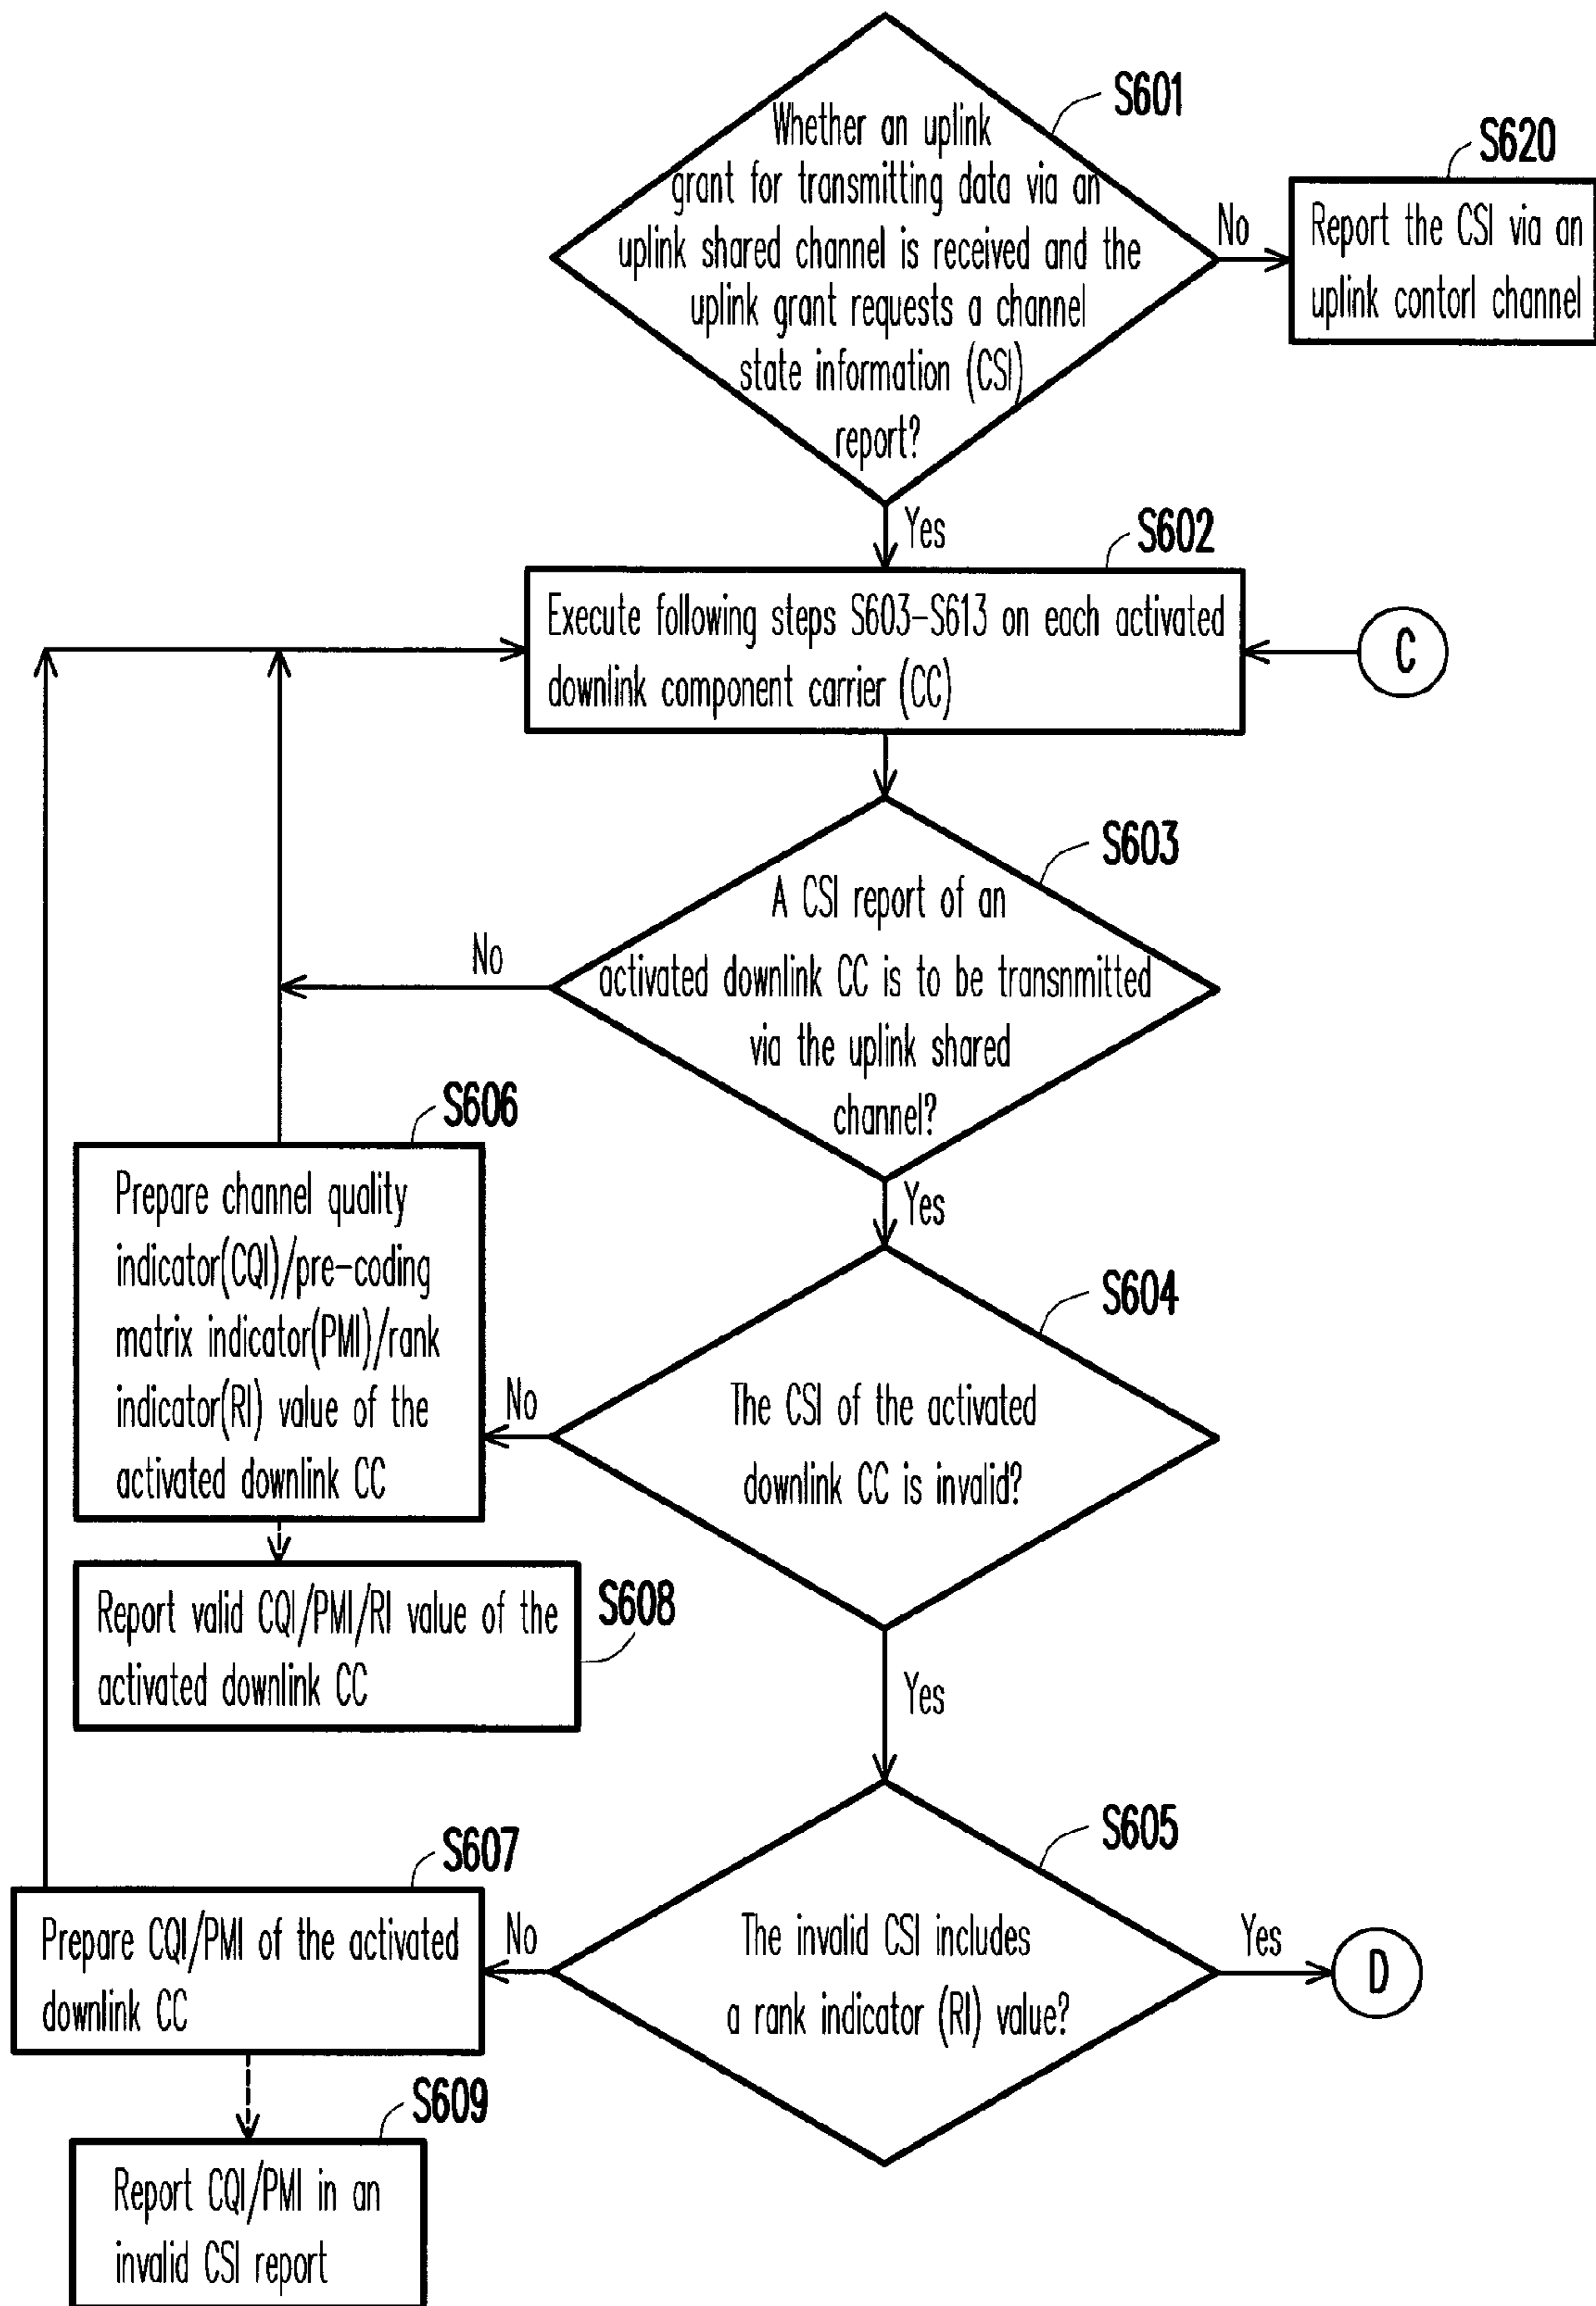 Whether an uplink
grant for transmitting data via an
uplink shared channel is received and the
uplink grant requests a channel
state information (CSI)
report?
S601
No
S620
Report the CSI via an
uplink contorl channel
Yes
S602
Execute following steps S603-S613 on each activated
downlink component carrier (CC)
C
S603
A CSI report of an
activated downlink CC is to be transnmitted
via the uplink shared
channel?
No
Yes
S606
Prepare channel quality
indicator(CQI)/pre-coding
matrix indicator(PMI)/rank
indicator(RI) value of the
activated downlink CC
S604
The CSI of the activated
downlink CC is invalid?
No
S608
Report valid CQI/PMI/RI value of the
activated downlink CC
Yes
S605
The invalid CSI includes
a rank indicator (RI) value?
Yes
D
No
S607
Prepare CQI/PMI of the activated
downlink CC
S609
Report CQI/PMI in an
invalid CSI report